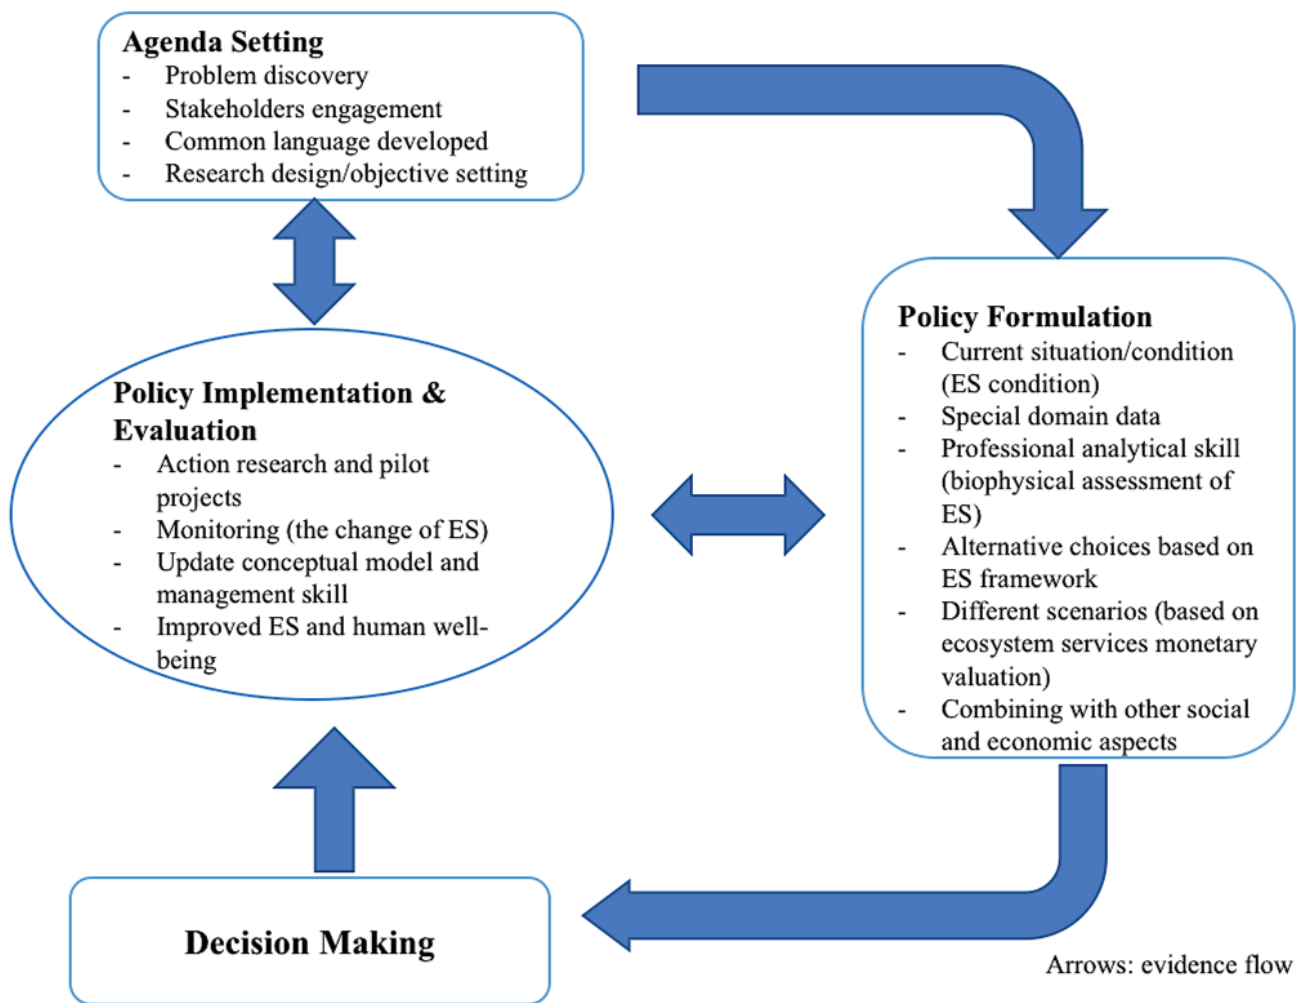 Agenda Setting
- Problem discovery
- Stakeholders engagement
- Common language developed
- Research design/objective setting
Policy Formulation
- Current situation/condition
(ES condition)
- Special domain data
- Professional analytical skill
(biophysical assessment of
ES)
- Alternative choices based on
ES framework
- Different scenarios (based on
ecosystem services monetary
valuation)
- Combining with other social
and economic aspects
Policy Implementation &
Evaluation
- Action research and pilot
projects
- Monitoring (the change of ES)
- Update conceptual model and
management skill
- Improved ES and human well-
being
Decision Making
Arrows: evidence flow